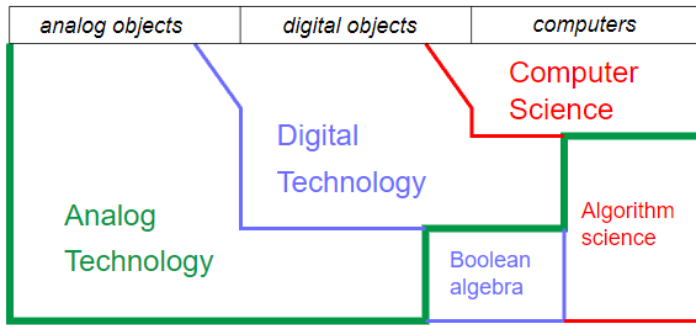 analog objects
digital objects
computers
Computer
Science
Digital
Technology
Analog
Technology
Algorithm
science
Boolean
algebra